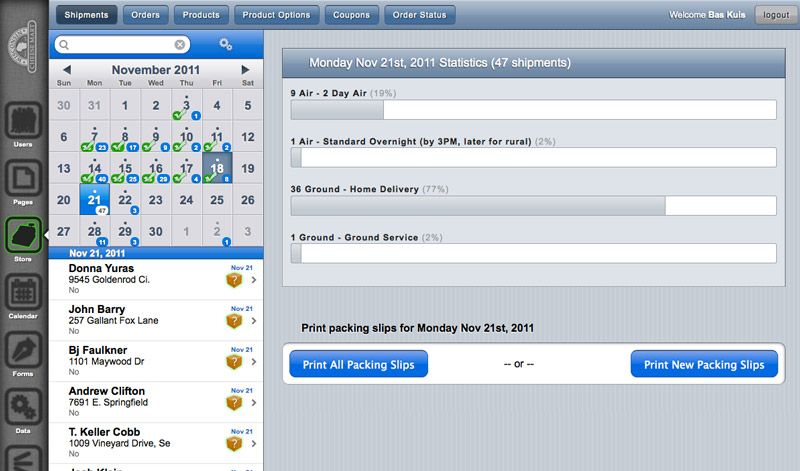 Shipments
Orders
Products
Product Options
Coupons
Order Status
Welcome Bas Kuis
logout
WISCONSIN
CHEESE MART
Users
Pages
Store
Calendar
Forms
Data
November 2011
Sun Mon Tue Wed Thu Fri Sat
30 31 1 2 3 4 5
1
6 7 8 9 10 11 12
23 17 9 2 2
13 14 15 16 17 18 19
40 25 29 4 8
20 21 22 23 24 25 26
47 3
27 28 29 30 1 2 3
11 3 1
Nov 21, 2011
Donna Yuras
Nov 21
9545 Goldenrod Ci.
?
No
John Barry
Nov 21
257 Gallant Fox Lane
?
No
Bj Faulkner
Nov 21
1101 Maywood Dr
?
No
Andrew Clifton
Nov 21
7691 E. Springfield
?
No
T. Keller Cobb
Nov 21
1009 Vineyard Drive, Se
?
No
Monday Nov 21st, 2011 Statistics (47 shipments)
9 Air - 2 Day Air (19%)
1 Air - Standard Overnight (by 3PM, later for rural) (2%)
36 Ground - Home Delivery (77%)
1 Ground - Ground Service (2%)
Print packing slips for Monday Nov 21st, 2011
Print All Packing Slips
-- or --
Print New Packing Slips